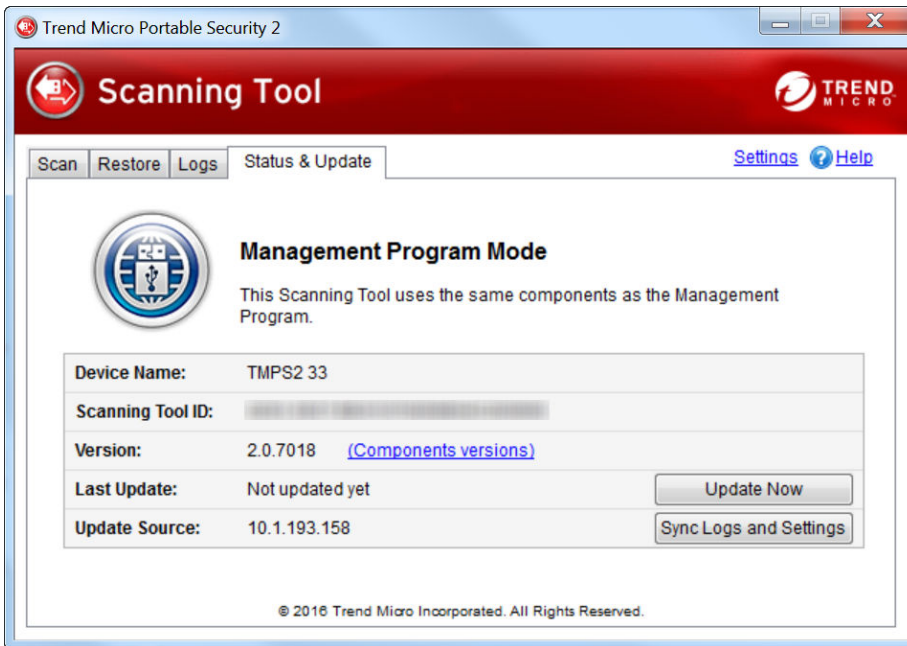 Trend Micro Portable Security 2
Scanning Tool
TREND
MICRO
Scan Restore Logs Status & Update Settings ? Help
Management Program Mode
This Scanning Tool uses the same components as the Management
Program.
Device Name: TMPS2 33
Scanning Tool ID:
Version: 2.0.7018 (Components versions)
Last Update: Not updated yet Update Now
Update Source: 10.1.193.158 Sync Logs and Settings
© 2016 Trend Micro Incorporated. All Rights Reserved.